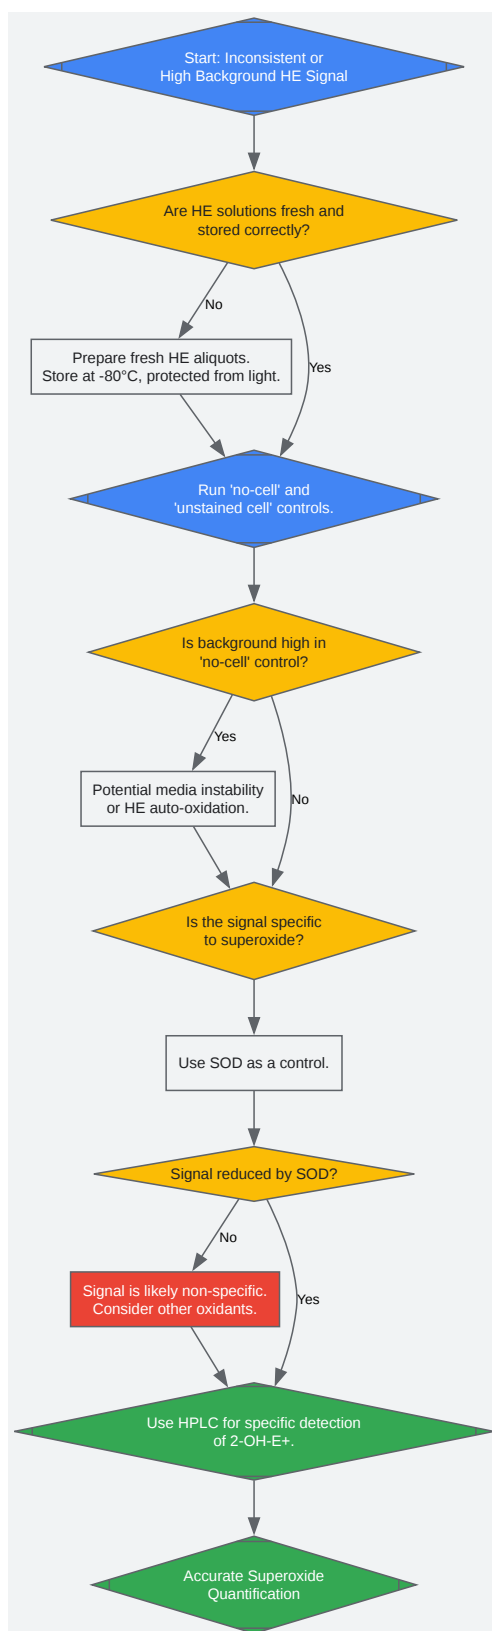 Start: Inconsistent or
High Background HE Signal
Are HE solutions fresh and
stored correctly?
No
Prepare fresh HE aliquots.
Store at -80°C, protected from light.
Yes
Run 'no-cell' and
'unstained cell' controls.
Is background high in
'no-cell' control?
Yes
Potential media instability
or HE auto-oxidation.
No
Is the signal specific
to superoxide?
Use SOD as a control.
Signal reduced by SOD?
No
Signal is likely non-specific.
Consider other oxidants.
Yes
Use HPLC for specific detection
of 2-OH-E+.
Accurate Superoxide
Quantification